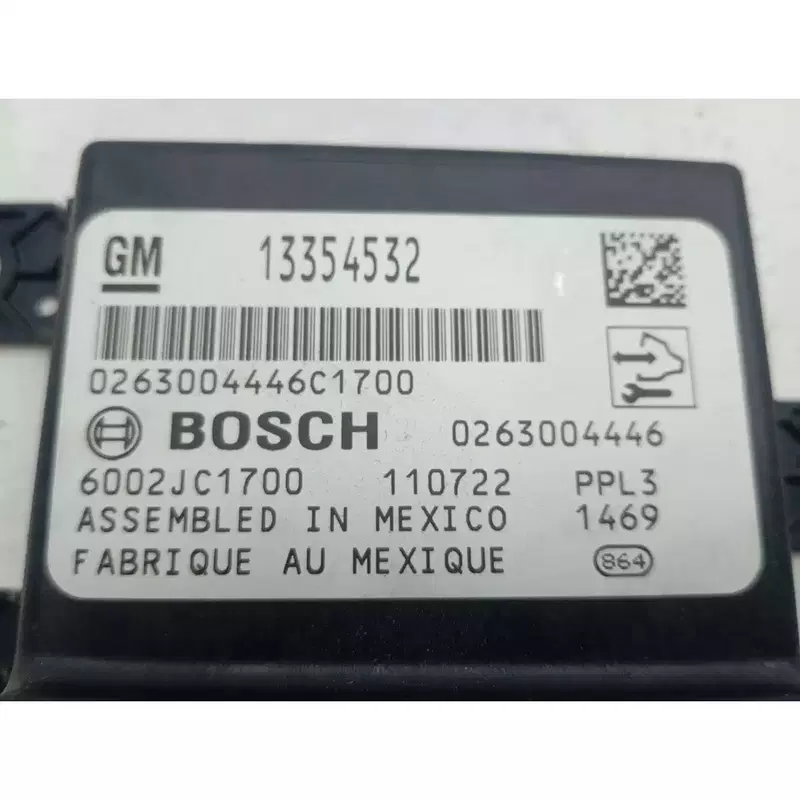 GM 13354532
0263004446C1700
BOSCH 0263004446
6002JC1700 110722 PPL3
ASSEMBLED IN MEXICO 1469
FABRIQUE AU MEXIQUE 864